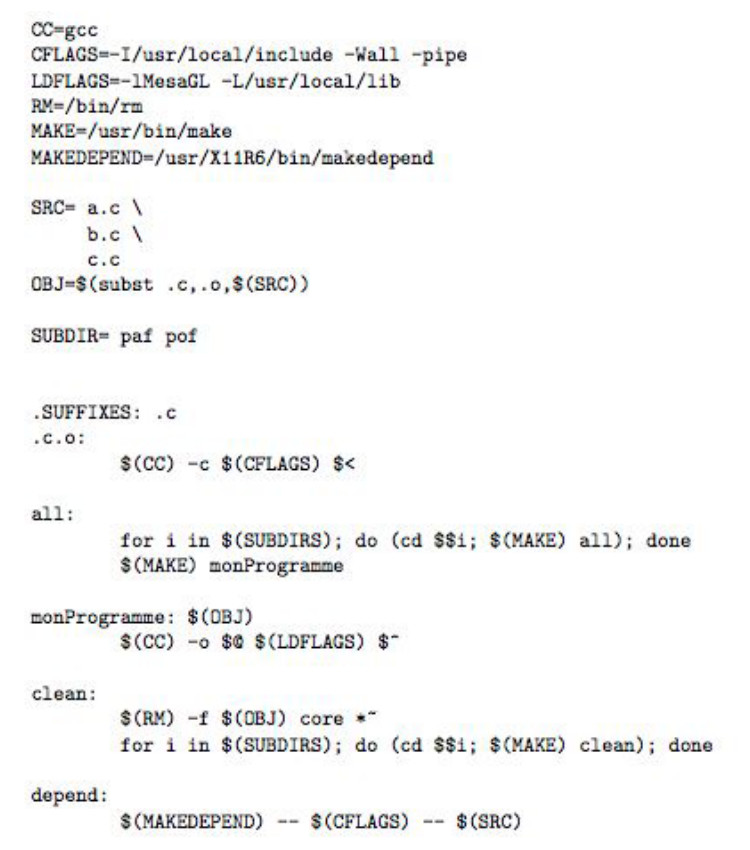 CC=gcc
CFLAGS=-I/usr/local/include -Wall -pipe
LDFLAGS=-lMesaGL -L/usr/local/lib
RM=/bin/rm
MAKE=/usr/bin/make
MAKEDEPEND=/usr/X11R6/bin/makedepend
SRC= a.c \
b.c \
c.c
OBJ=$(subst .c,.o,$(SRC))
SUBDIR= paf pof
.SUFFIXES: .c
.c.o:
$(CC) -c $(CFLAGS) $<
all:
for i in $(SUBDIRS); do (cd $$i; $(MAKE) all); done
$(MAKE) monProgramme
monProgramme: $(OBJ)
$(CC) -o $@ $(LDFLAGS) $^
clean:
$(RM) -f $(OBJ) core *~
for i in $(SUBDIRS); do (cd $$i; $(MAKE) clean); done
depend:
$(MAKEDEPEND) -- $(CFLAGS) -- $(SRC)